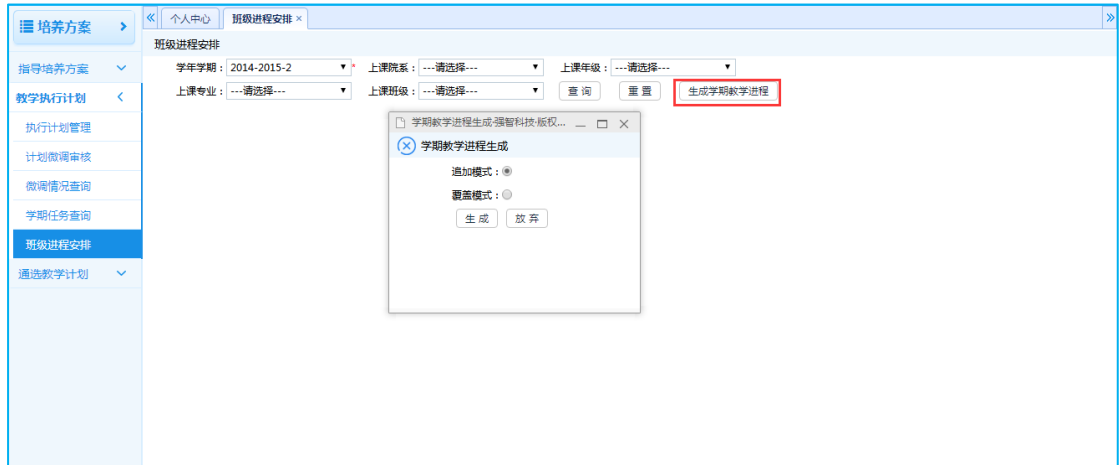 培养方案
个人中心 班级进程安排 ×
班级进程安排
指导培养方案
教学执行计划
执行计划管理
计划微调审核
微调情况查询
学期任务查询
班级进程安排
通选教学计划
学年学期：2014-2015-2 * 上课院系：---请选择--- 上课年级：---请选择---
上课专业：---请选择--- 上课班级：---请选择--- 查 询 重 置 生成学期教学进程
学期教学进程生成-强智科技-版权...
学期教学进程生成
追加模式：
覆盖模式：
生 成 放 弃